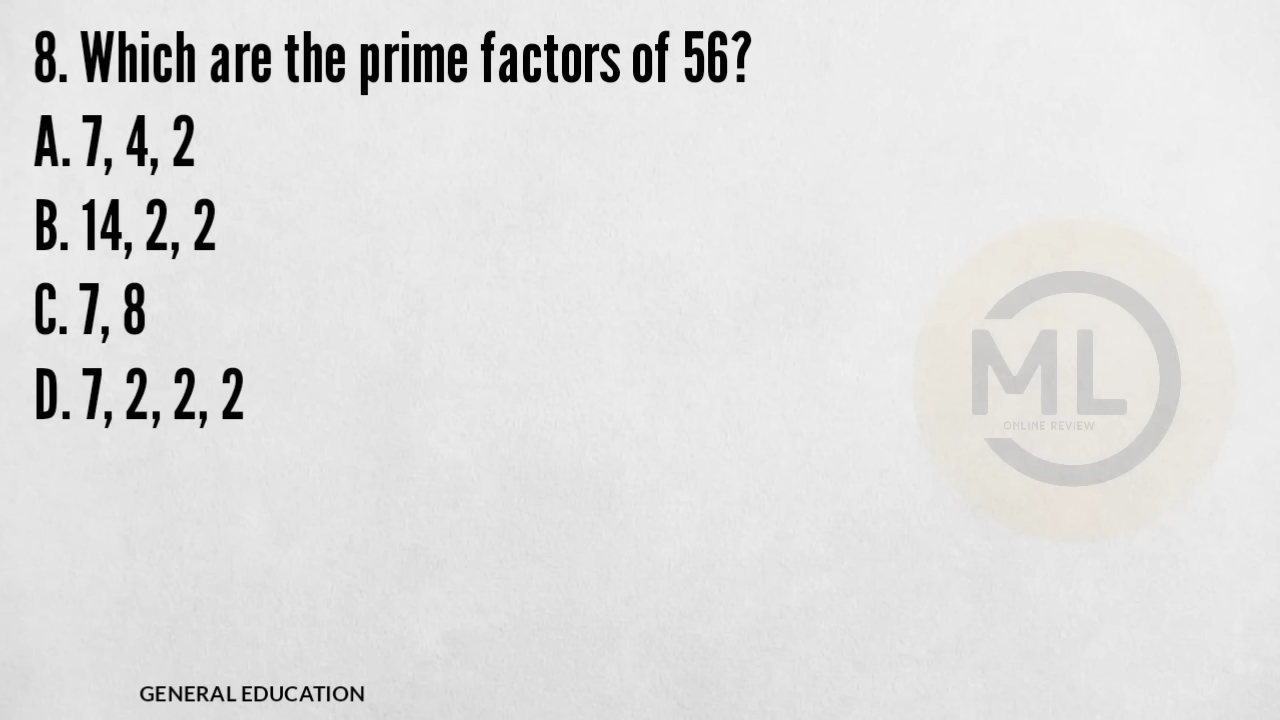 8. Which are the prime factors of 56?
A. 7, 4, 2
B. 14, 2, 2
C. 7, 8
D. 7, 2, 2, 2
ML
ONLINE REVIEW
GENERAL EDUCATION